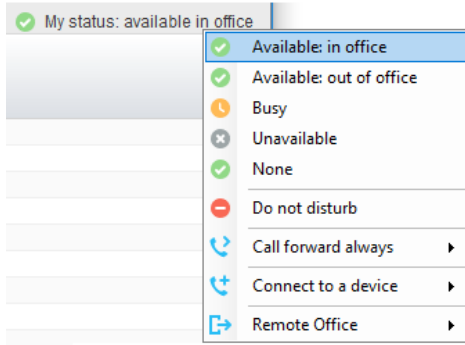 My status: available in office
Available: in office
Available: out of office
Busy
Unavailable
None
Do not disturb
Call forward always
Connect to a device
Remote Office